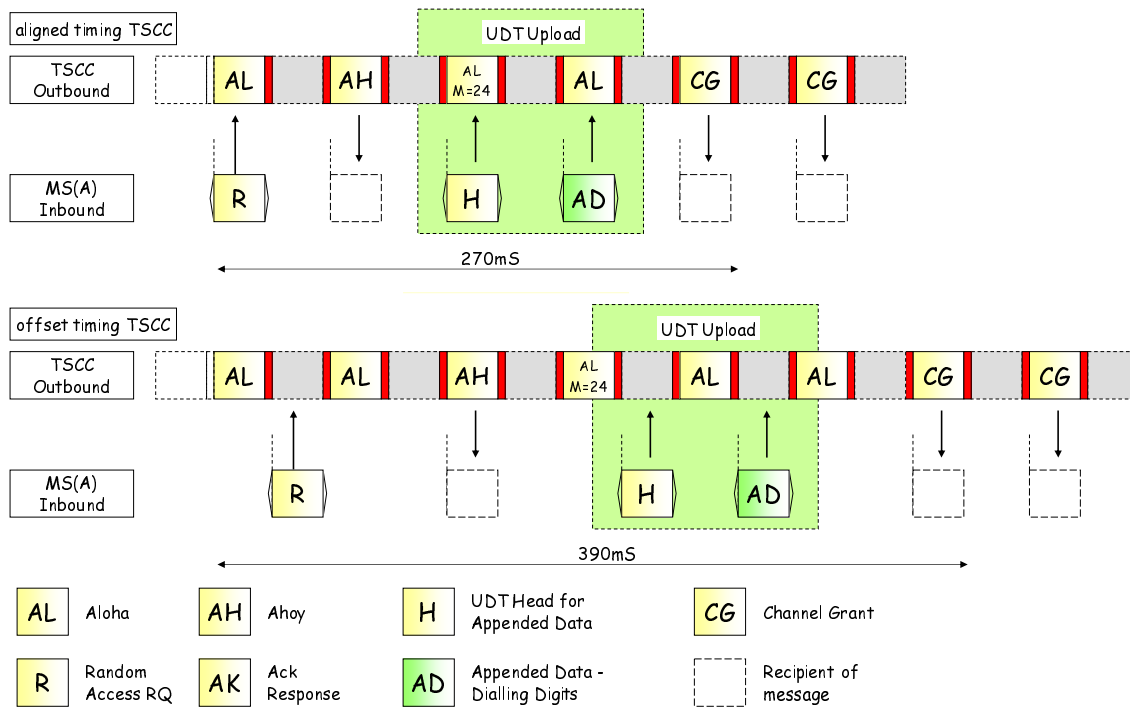 aligned timing TSCC
UDT Upload
TSCC
Outbound
AL
AH
AL
M=24
AL
CG
CG
MS(A)
Inbound
R
H
AD
270mS
offset timing TSCC
UDT Upload
TSCC
Outbound
AL
AL
AH
AL
M=24
AL
AL
CG
CG
MS(A)
Inbound
R
H
AD
390mS
AL
Aloha
AH
Ahoy
H
UDT Head for
Appended Data
CG
Channel Grant
R
Random
Access RQ
AK
Ack
Response
AD
Appended Data -
Dialling Digits
Recipient of
message